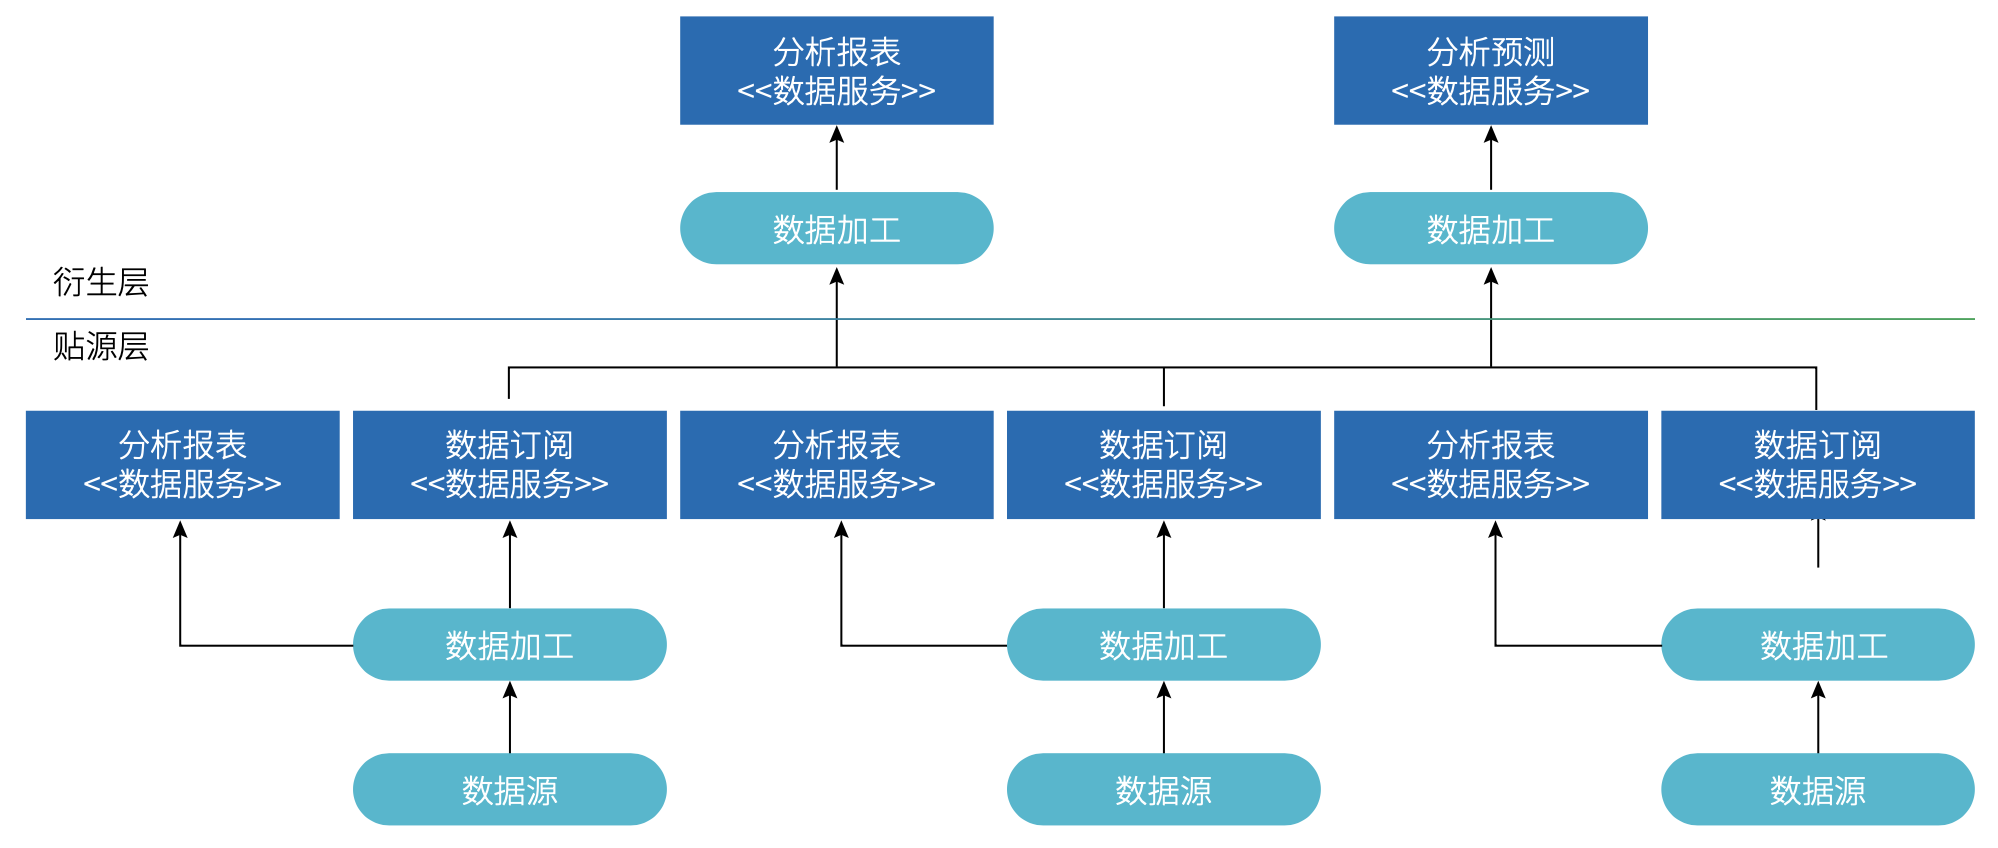 分析报表
<<数据服务>>
分析预测
<<数据服务>>
数据加工
数据加工
衍生层
贴源层
分析报表
<<数据服务>>
数据订阅
<<数据服务>>
分析报表
<<数据服务>>
数据订阅
<<数据服务>>
分析报表
<<数据服务>>
数据订阅
<<数据服务>>
数据加工
数据加工
数据加工
数据源
数据源
数据源